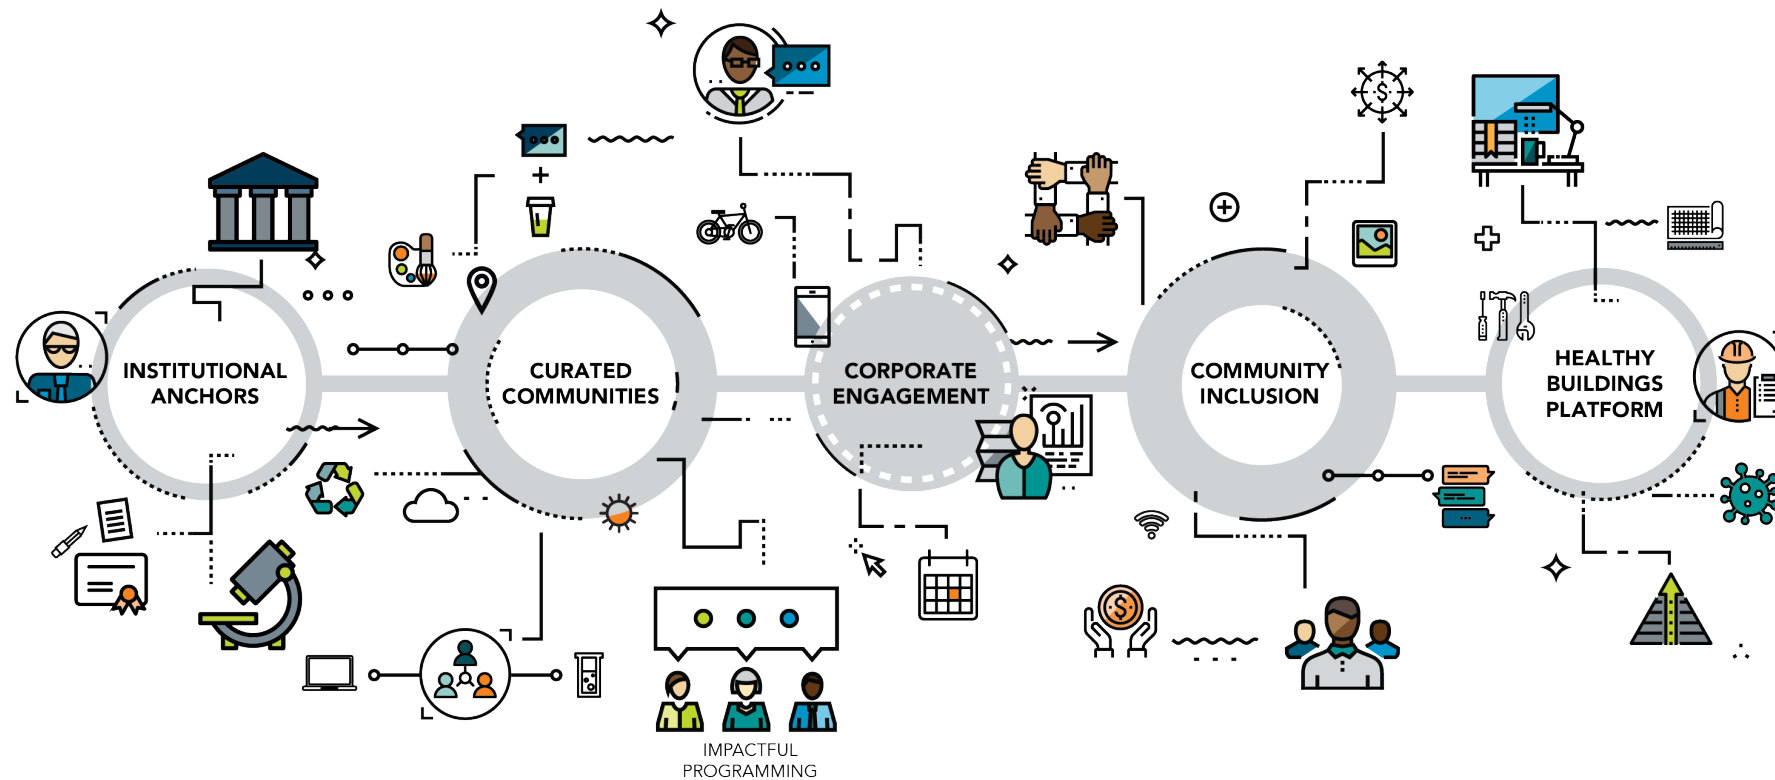 INSTITUTIONAL
ANCHORS
CURATED
COMMUNITIES
CORPORATE
ENGAGEMENT
COMMUNITY
INCLUSION
HEALTHY
BUILDINGS
PLATFORM
IMPACTFUL
PROGRAMMING